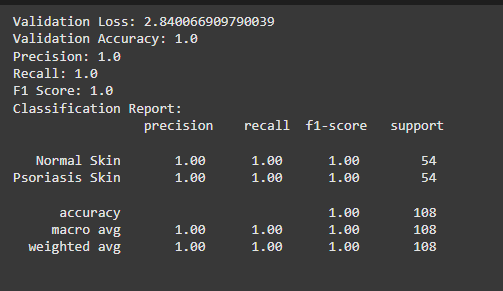 Validation Loss: 2.840066909790039
Validation Accuracy: 1.0
Precision: 1.0
Recall: 1.0
F1 Score: 1.0
Classification Report:
precision recall f1-score support
Normal Skin 1.00 1.00 1.00 54
Psoriasis Skin 1.00 1.00 1.00 54
accuracy 1.00 108
macro avg 1.00 1.00 1.00 108
weighted avg 1.00 1.00 1.00 108